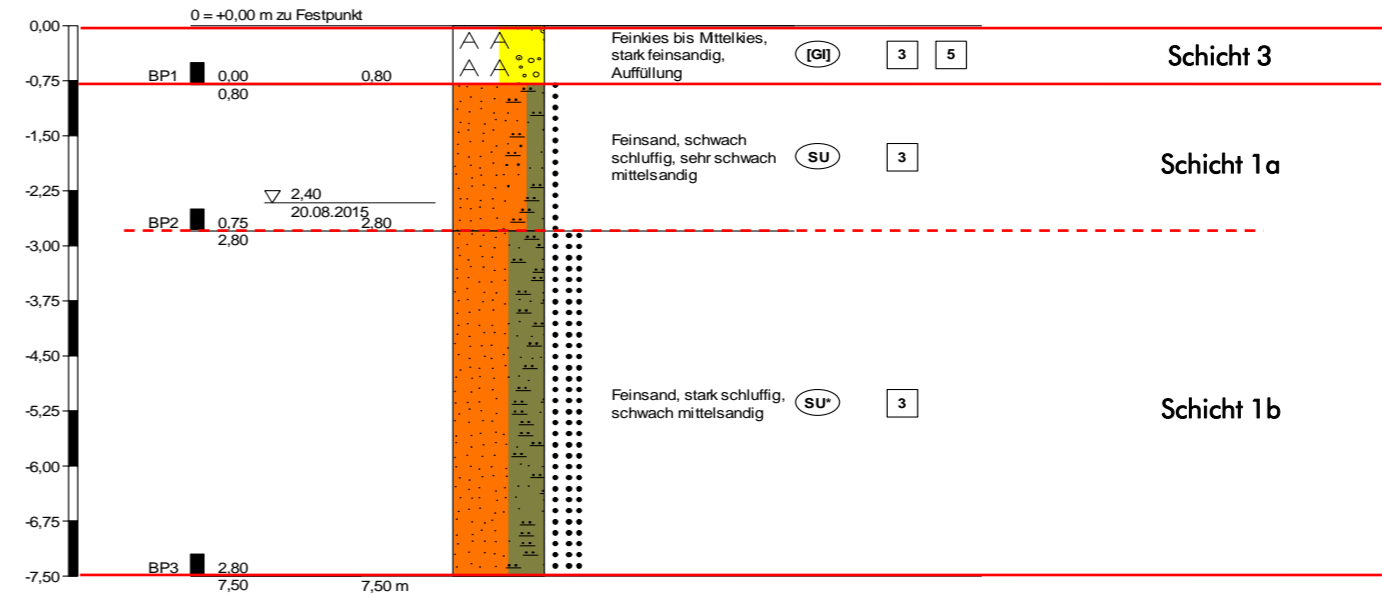 0 = +0,00 m zu Festpunkt
0,00
Feinkies bis Mittelkies,
stark feinsandig,
Auffüllung
[GI]
3
5
Schicht 3
A A
A A
BP1 0,00 0,80
0,80
-0,75
-1,50
Feinsand, schwach
schluffig, sehr schwach
mittelsandig
SU
3
Schicht 1a
-2,25
2,40
20.08.2015
BP2 0,75 2,80
2,80
-3,00
-3,75
-4,50
Feinsand, stark schluffig,
schwach mittelsandig
SU*
3
Schicht 1b
-5,25
-6,00
-6,75
BP3 2,80
-7,50
7,50 7,50 m